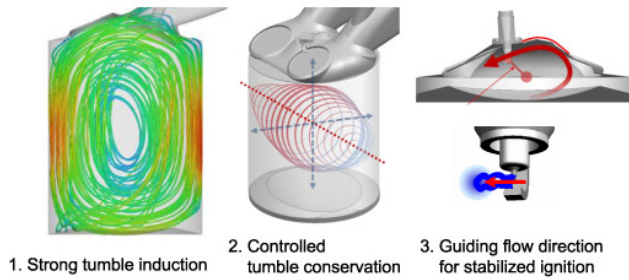 1. Strong tumble induction
2. Controlled
tumble conservation
3. Guiding flow direction
for stabilized ignition